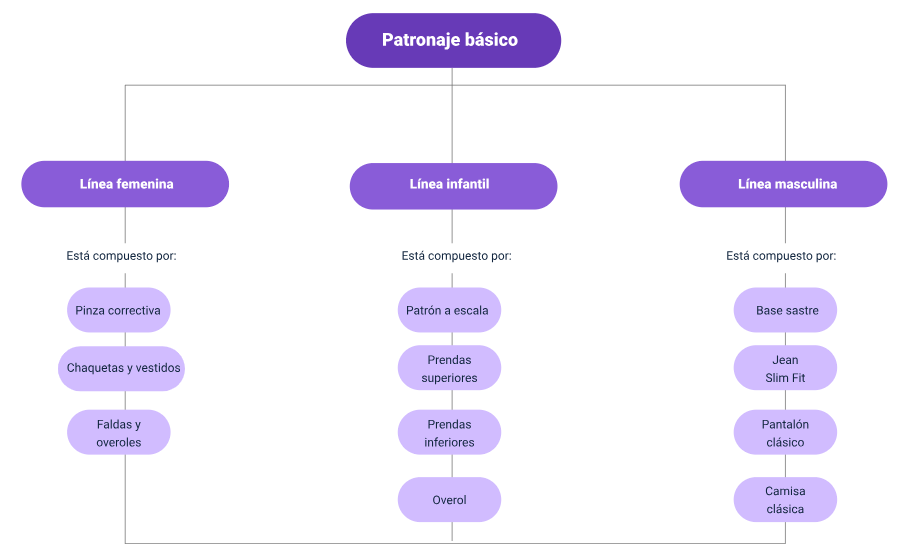 Patronaje básico
Línea femenina
Línea infantil
Línea masculina
Está compuesto por:
Está compuesto por:
Está compuesto por:
Pinza correctiva
Patrón a escala
Base sastre
Chaquetas y vestidos
Prendas
superiores
Jean
Slim Fit
Faldas y
overoles
Prendas
inferiores
Pantalón
clásico
Overol
Camisa
clásica